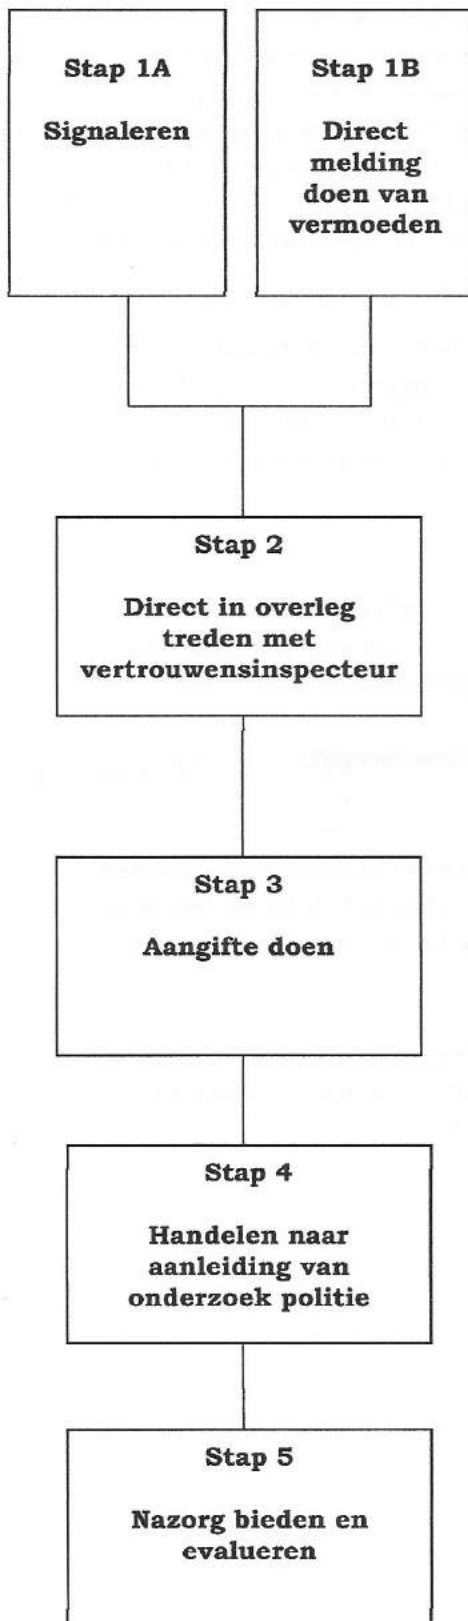 Stap 1A
Signaleren
Stap 1B
Direct
melding
doen van
vermoeden
Stap 2
Direct in overleg
treden met
vertrouwensinspecteur
Stap 3
Aangifte doen
Stap 4
Handelen naar
aanleiding van
onderzoek politie
Stap 5
Nazorg bieden en
evalueren